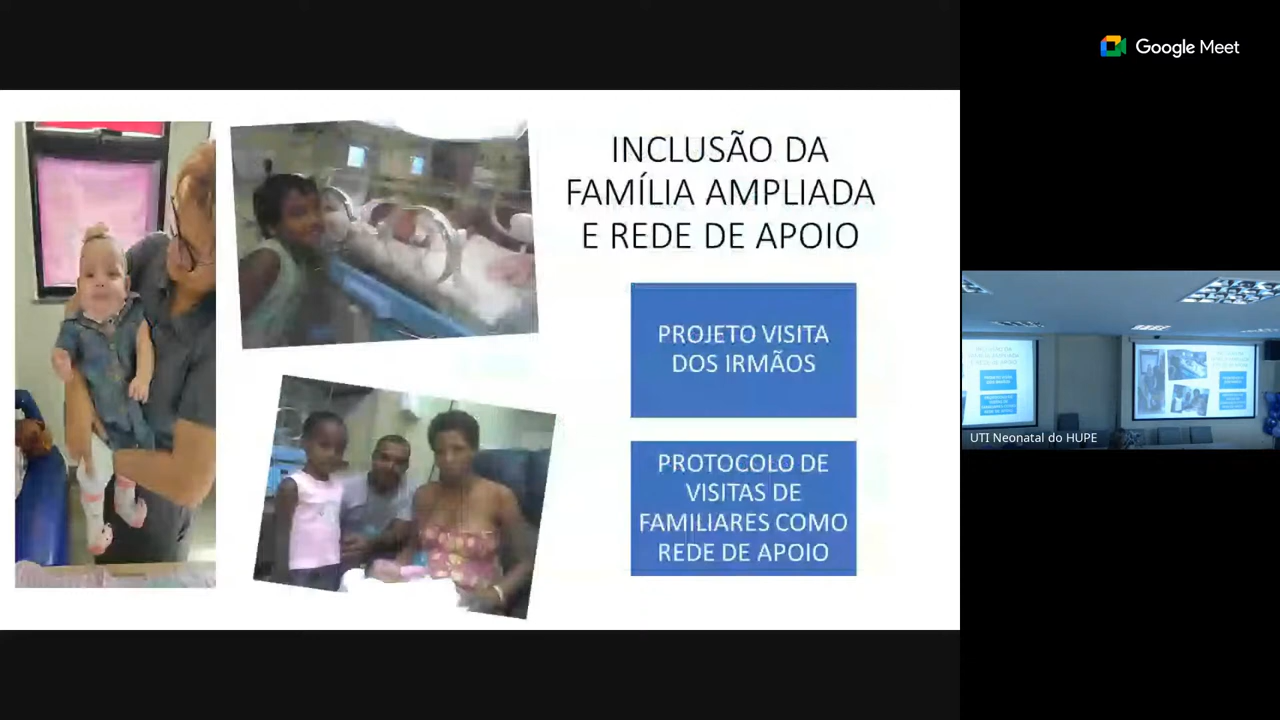 Google Meet
INCLUSÃO DA
FAMÍLIA AMPLIADA
E REDE DE APOIO
PROJETO VISITA
DOS IRMÃOS
PROTOCOLO DE
VISITAS DE
FAMILIARES COMO
REDE DE APOIO
UTI Neonatal do HUPE